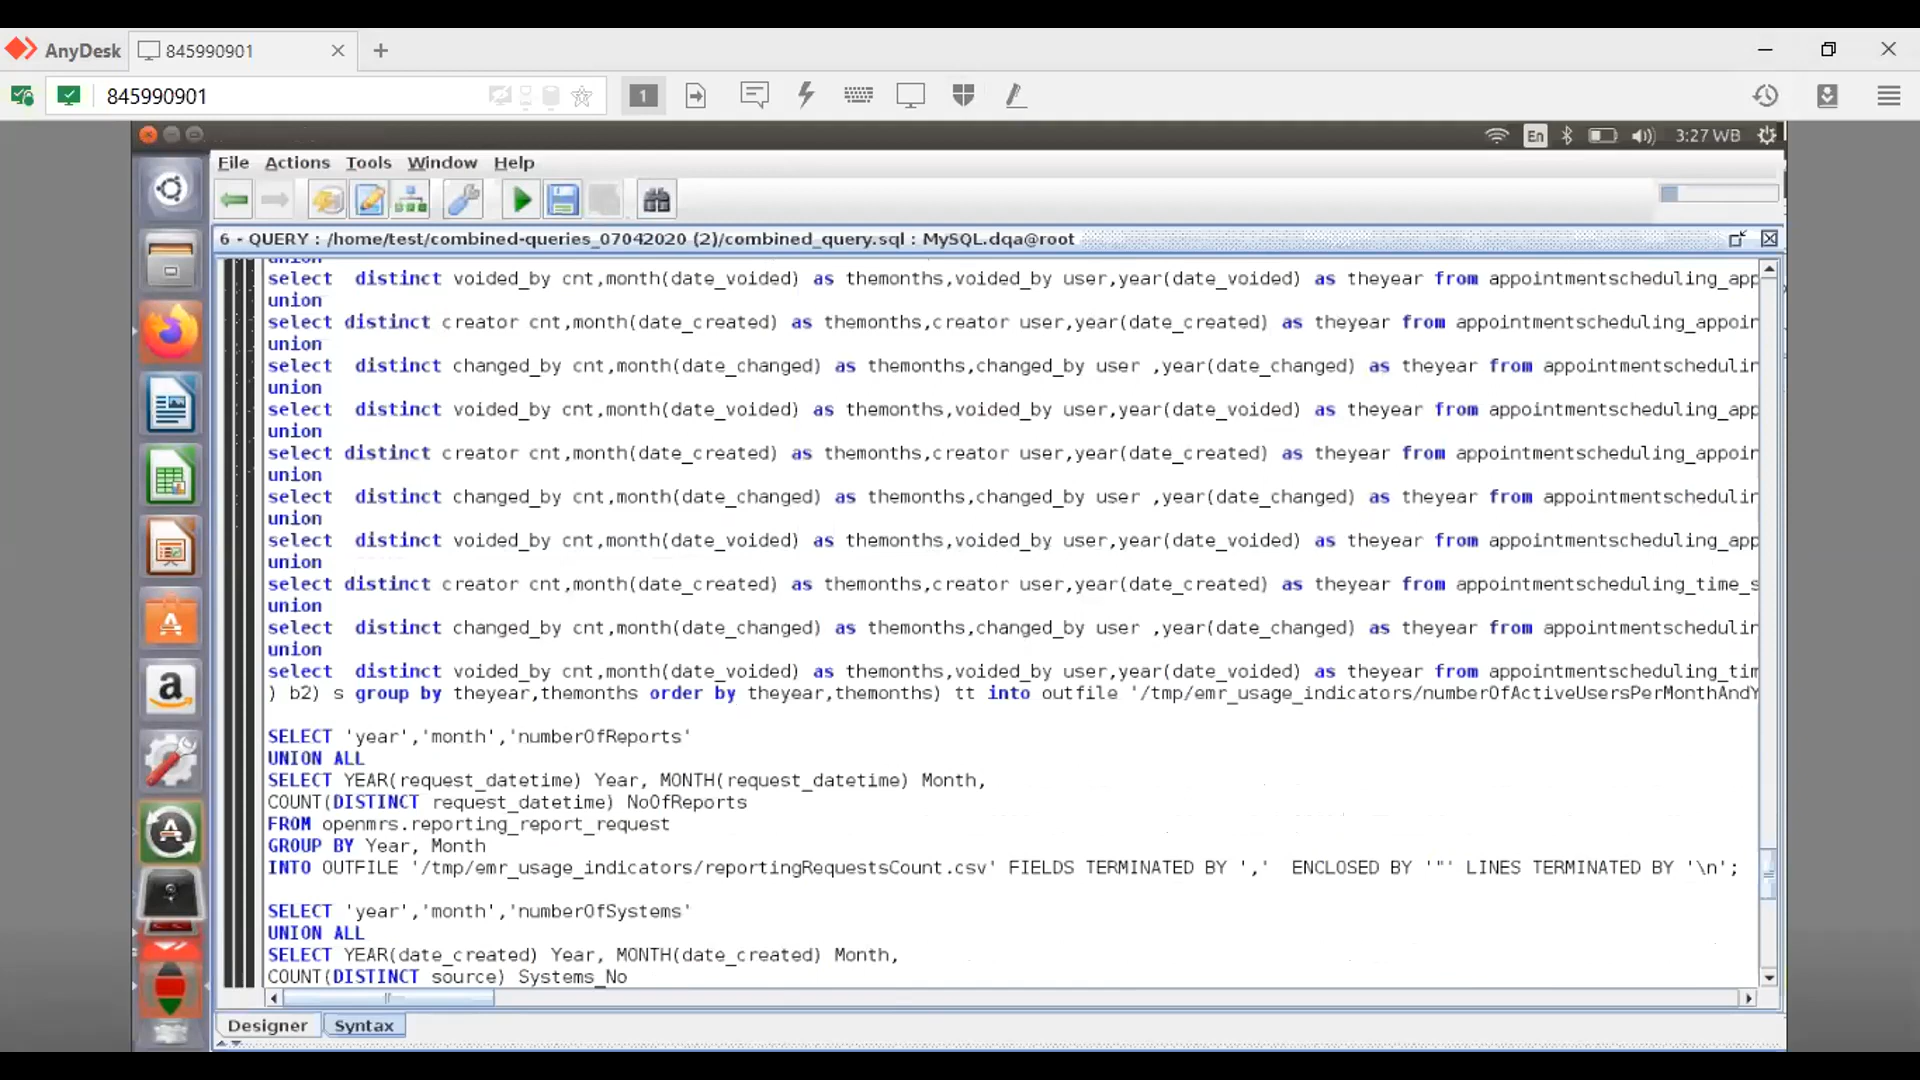 AnyDesk 845990901
845990901 1
En 3:27 WB
File Actions Tools Window Help
6 - QUERY : /home/test/combined-queries_07042020 (2)/combined_query.sql : MySQL.dqa@root
union
select distinct voided_by cnt,month(date_voided) as themonths,voided_by user,year(date_voided) as theyear from appointmentscheduling_app
union
select distinct creator cnt,month(date_created) as themonths,creator user,year(date_created) as theyear from appointmentscheduling_appoin
union
select distinct changed_by cnt,month(date_changed) as themonths,changed_by user ,year(date_changed) as theyear from appointmentschedulin
union
select distinct voided_by cnt,month(date_voided) as themonths,voided_by user,year(date_voided) as theyear from appointmentscheduling_app
union
select distinct creator cnt,month(date_created) as themonths,creator user,year(date_created) as theyear from appointmentscheduling_appoin
union
select distinct changed_by cnt,month(date_changed) as themonths,changed_by user ,year(date_changed) as theyear from appointmentschedulin
union
select distinct voided_by cnt,month(date_voided) as themonths,voided_by user,year(date_voided) as theyear from appointmentscheduling_app
union
select distinct creator cnt,month(date_created) as themonths,creator user,year(date_created) as theyear from appointmentscheduling_time_s
union
select distinct changed_by cnt,month(date_changed) as themonths,changed_by user ,year(date_changed) as theyear from appointmentschedulin
union
select distinct voided_by cnt,month(date_voided) as themonths,voided_by user,year(date_voided) as theyear from appointmentscheduling_tim
) b2) s group by theyear,themonths order by theyear,themonths) tt into outfile '/tmp/emr_usage_indicators/numberOfActiveUsersPerMonthAndY
SELECT 'year','month','numberOfReports'
UNION ALL
SELECT YEAR(request_datetime) Year, MONTH(request_datetime) Month,
COUNT(DISTINCT request_datetime) NoOfReports
FROM openmrs.reporting_report_request
GROUP BY Year, Month
INTO OUTFILE '/tmp/emr_usage_indicators/reportingRequestsCount.csv' FIELDS TERMINATED BY ',' ENCLOSED BY '"' LINES TERMINATED BY '\n';
SELECT 'year','month','numberOfSystems'
UNION ALL
SELECT YEAR(date_created) Year, MONTH(date_created) Month,
COUNT(DISTINCT source) Systems_No
Designer Syntax